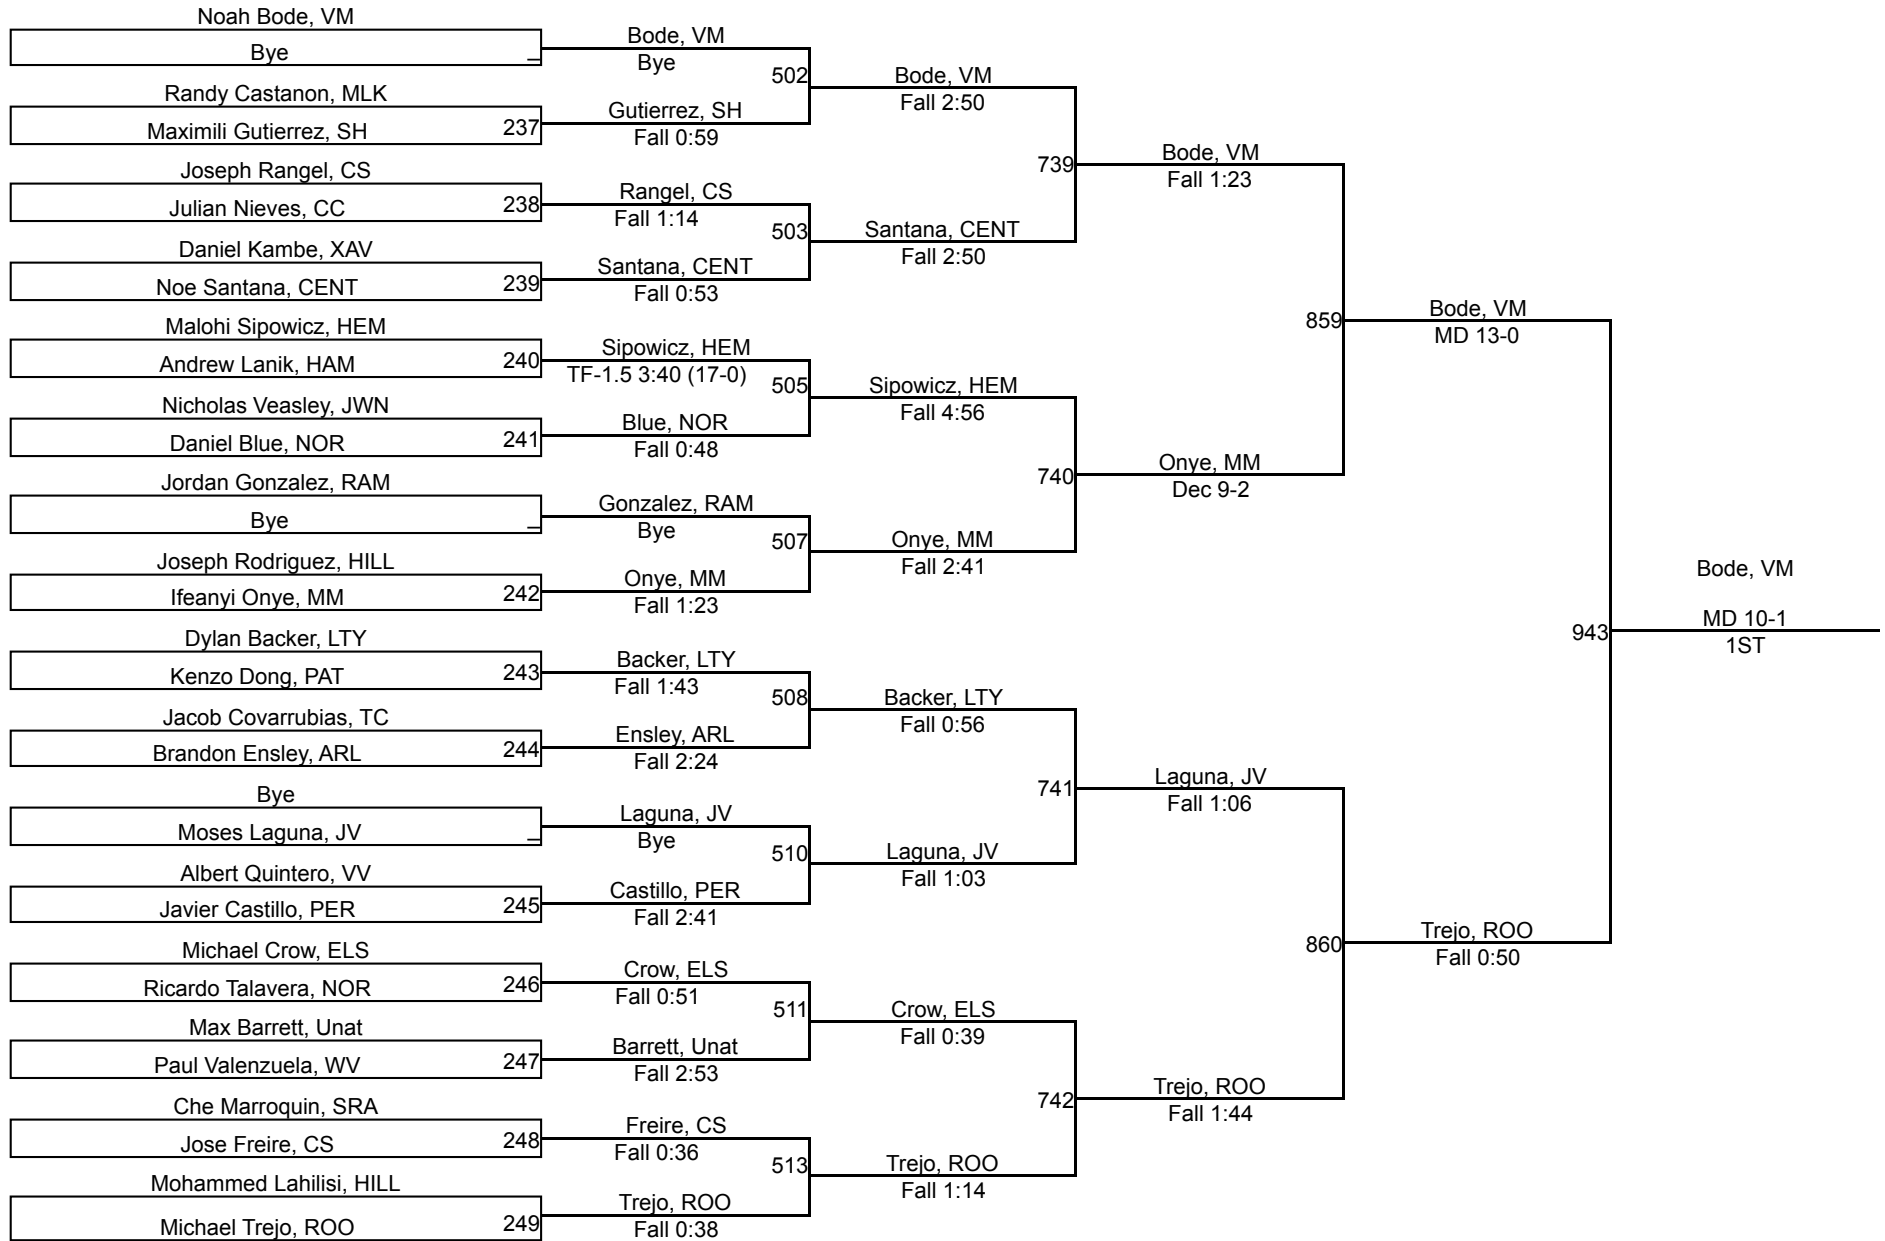 Noah Bode, VM
Bye
_
Randy Castanon, MLK
Maximili Gutierrez, SH
237
Joseph Rangel, CS
Julian Nieves, CC
238
Daniel Kambe, XAV
Noe Santana, CENT
239
Malohi Sipowicz, HEM
Andrew Lanik, HAM
240
Nicholas Veasley, JWN
Daniel Blue, NOR
241
Jordan Gonzalez, RAM
Bye
_
Joseph Rodriguez, HILL
Ifeanyi Onye, MM
242
Dylan Backer, LTY
Kenzo Dong, PAT
243
Jacob Covarrubias, TC
Brandon Ensley, ARL
244
Bye
Moses Laguna, JV
_
Albert Quintero, VV
Javier Castillo, PER
245
Michael Crow, ELS
Ricardo Talavera, NOR
246
Max Barrett, Unat
Paul Valenzuela, WV
247
Che Marroquin, SRA
Jose Freire, CS
248
Mohammed Lahilisi, HILL
Michael Trejo, ROO
249
Bode, VM
Bye
502
Gutierrez, SH
Fall 0:59
Rangel, CS
Fall 1:14
503
Santana, CENT
Fall 0:53
Sipowicz, HEM
TF-1.5 3:40 (17-0)
505
Blue, NOR
Fall 0:48
Gonzalez, RAM
Bye
507
Onye, MM
Fall 1:23
Backer, LTY
Fall 1:43
508
Ensley, ARL
Fall 2:24
Laguna, JV
Bye
510
Castillo, PER
Fall 2:41
Crow, ELS
Fall 0:51
511
Barrett, Unat
Fall 2:53
Freire, CS
Fall 0:36
513
Trejo, ROO
Fall 0:38
Bode, VM
Fall 2:50
739
Santana, CENT
Fall 2:50
Sipowicz, HEM
Fall 4:56
740
Onye, MM
Fall 2:41
Backer, LTY
Fall 0:56
741
Laguna, JV
Fall 1:03
Crow, ELS
Fall 0:39
742
Trejo, ROO
Fall 1:14
Bode, VM
Fall 1:23
859
Onye, MM
Dec 9-2
Laguna, JV
Fall 1:06
860
Trejo, ROO
Fall 1:44
Bode, VM
MD 13-0
943
Trejo, ROO
Fall 0:50
Bode, VM
MD 10-1
1ST